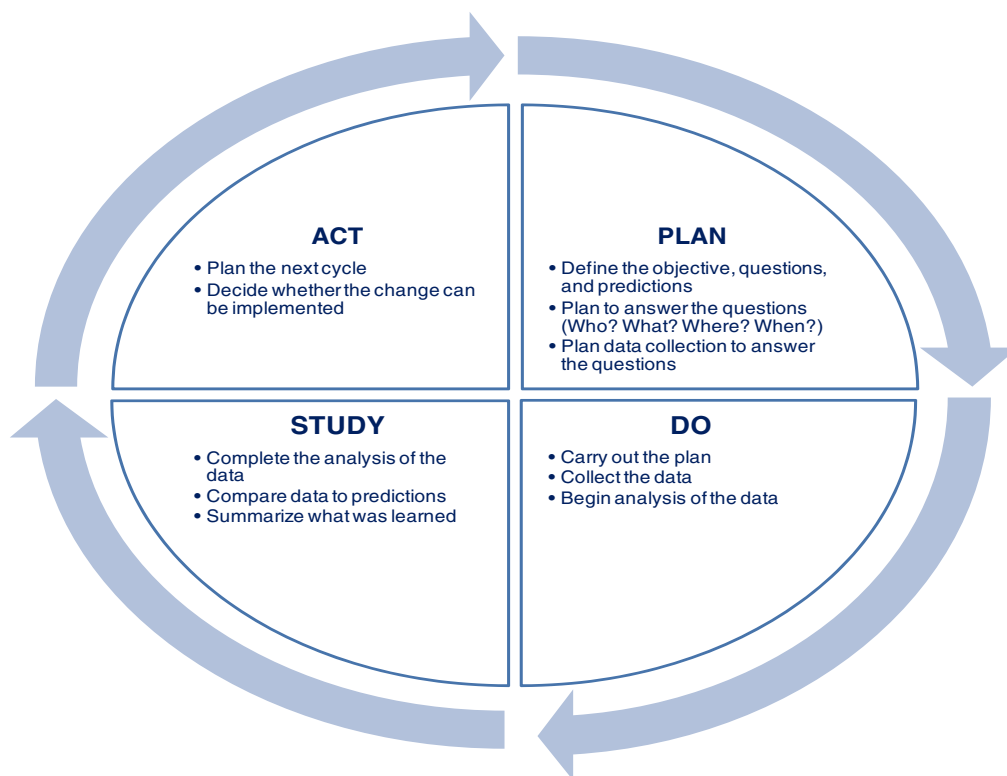 ACT
• Plan the next cycle
• Decide whether the change can
be implemented
PLAN
• Define the objective, questions,
and predictions
• Plan to answer the questions
(Who? What? Where? When?)
• Plan data collection to answer
the questions
STUDY
• Complete the analysis of the
data
• Compare data to predictions
• Summarize what was learned
DO
• Carry out the plan
• Collect the data
• Begin analysis of the data